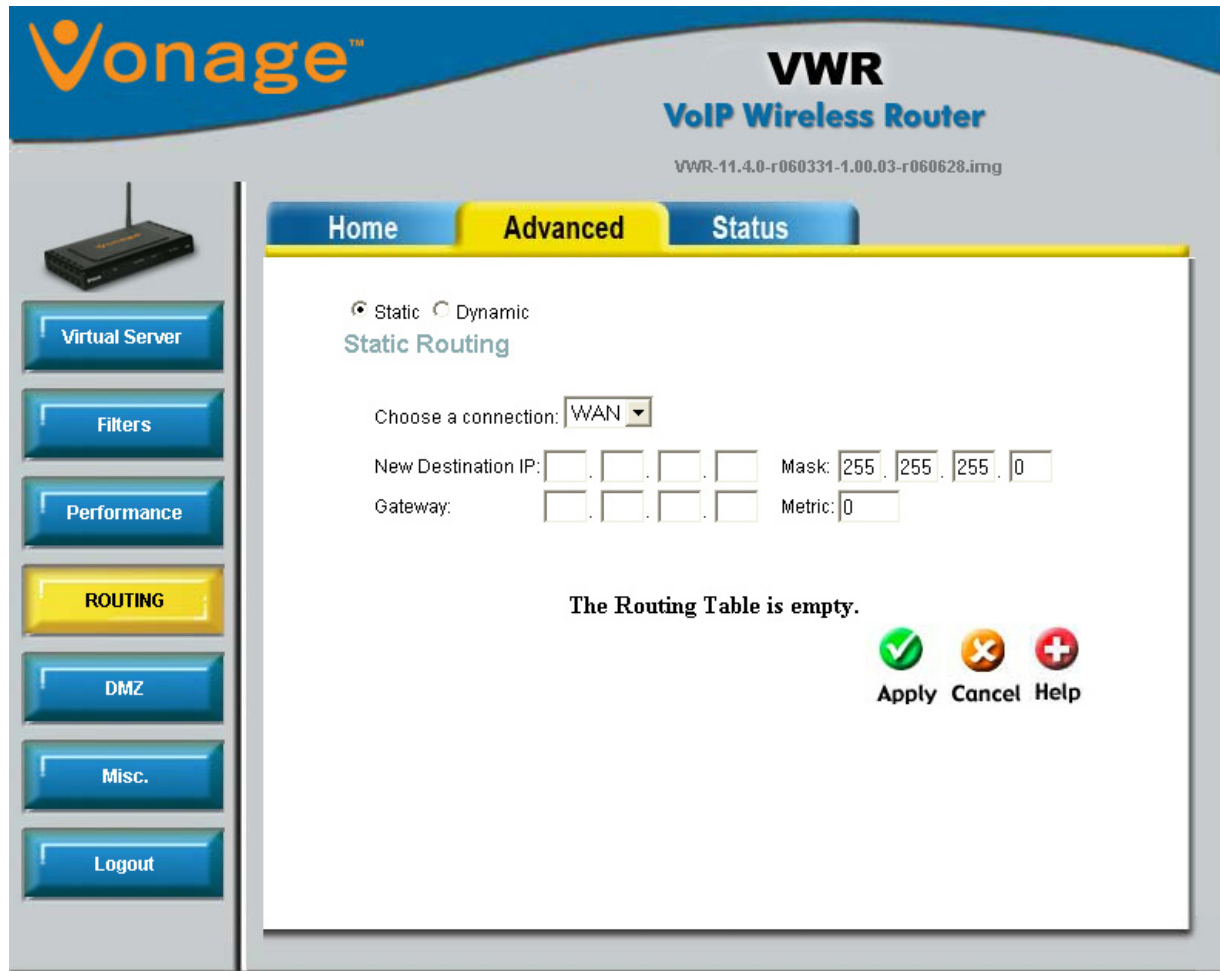 Vonage™
VWR
VoIP Wireless Router
VWR-11.4.0-r060331-1.00.03-r060628.img
Home Advanced Status
Virtual Server
Filters
Performance
ROUTING
DMZ
Misc.
Logout
Static Dynamic
Static Routing
Choose a connection: WAN
New Destination IP: . . . Mask: 255 . 255 . 255 . 0
Gateway: . . . Metric: 0
The Routing Table is empty.
Apply Cancel Help